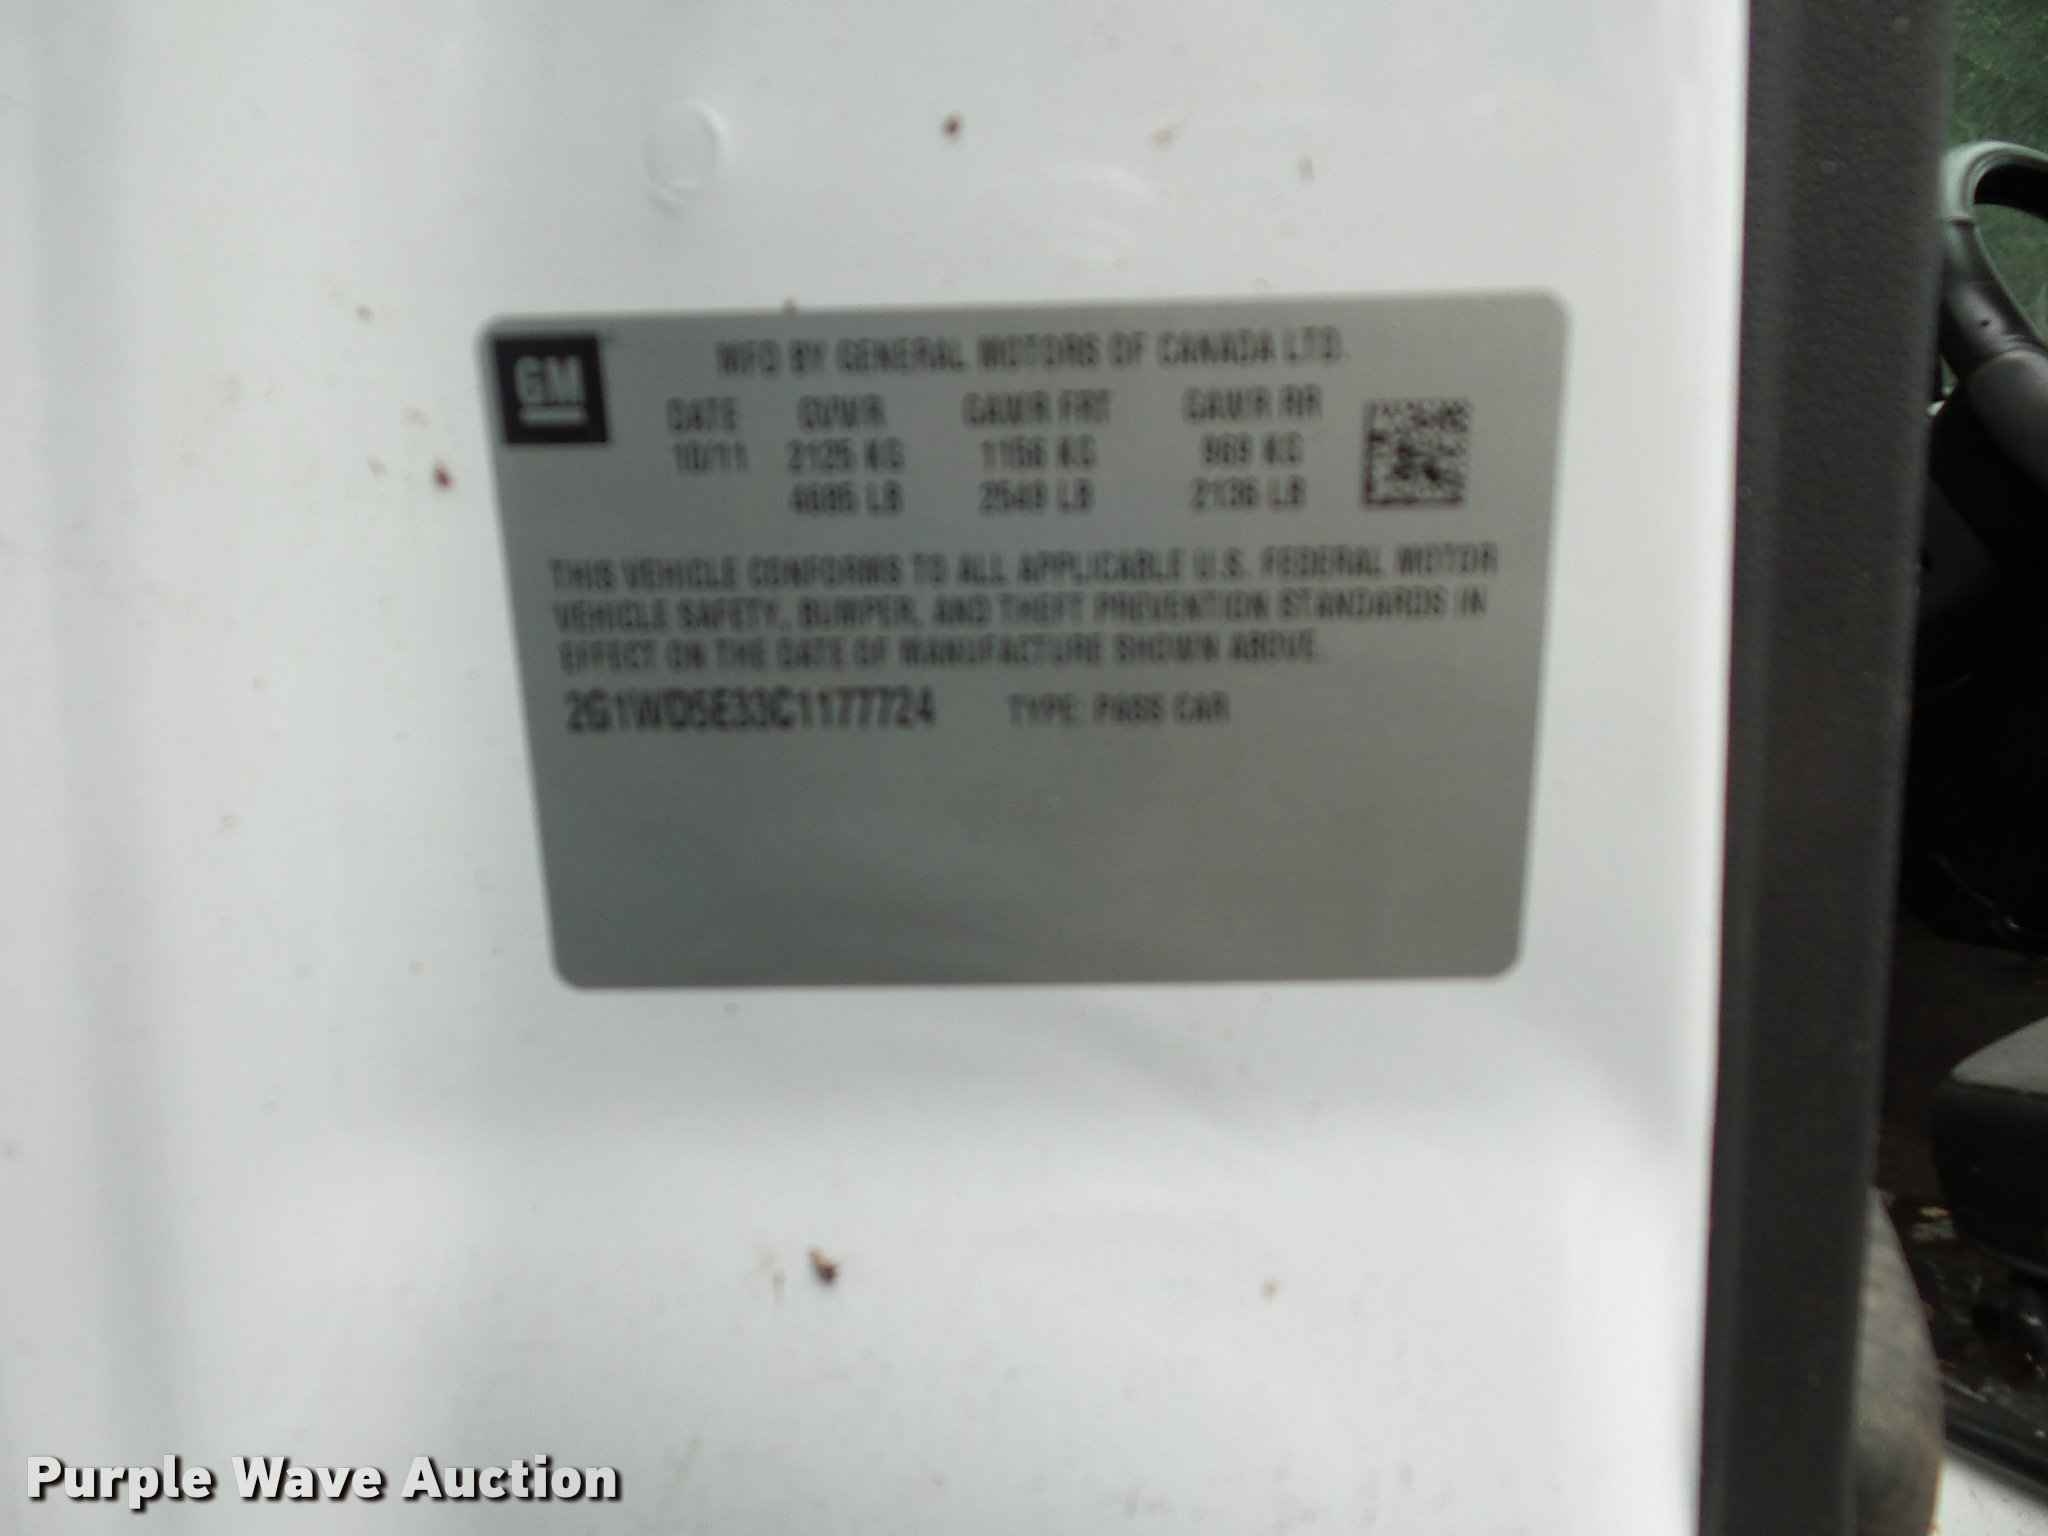 GM
MFD BY GENERAL MOTORS OF CANADA LTD.
DATE GVWR GAWR FRT GAWR RR
10/11 2125 KG 1156 KG 969 KG
4685 LB 2549 LB 2136 LB
THIS VEHICLE CONFORMS TO ALL APPLICABLE U.S. FEDERAL MOTOR
VEHICLE SAFETY, BUMPER, AND THEFT PREVENTION STANDARDS IN
EFFECT ON THE DATE OF MANUFACTURE SHOWN ABOVE.
2G1WD5E33C1177724 TYPE: PASS CAR
Purple Wave Auction